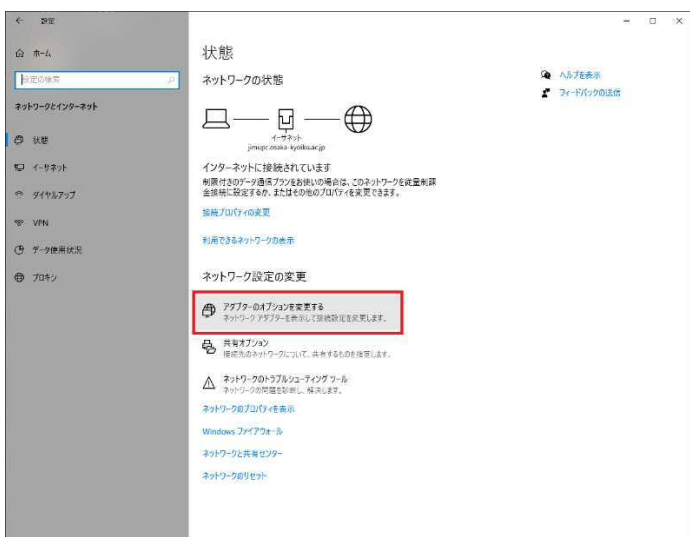 設定
ホーム
設定の検索
ネットワークとインターネット
状態
イーサネット
ダイヤルアップ
VPN
データ使用状況
プロキシ
状態
ネットワークの状態
イーサネット
jimupc.osaka-kyoiku.ac.jp
インターネットに接続されています
制限付きのデータ通信プランをお使いの場合は、このネットワークを従量制課
金接続に設定するか、またはその他のプロパティを変更できます。
接続プロパティの変更
利用できるネットワークの表示
ネットワーク設定の変更
アダプターのオプションを変更する
ネットワーク アダプターを表示して接続設定を変更します。
共有オプション
接続先のネットワークについて、共有するものを決定します。
ネットワークのトラブルシューティング ツール
ネットワークの問題を診断し、解決します。
ネットワークのプロパティを表示
Windows ファイアウォール
ネットワークと共有センター
ネットワークのリセット
ヘルプを表示
フィードバックの送信